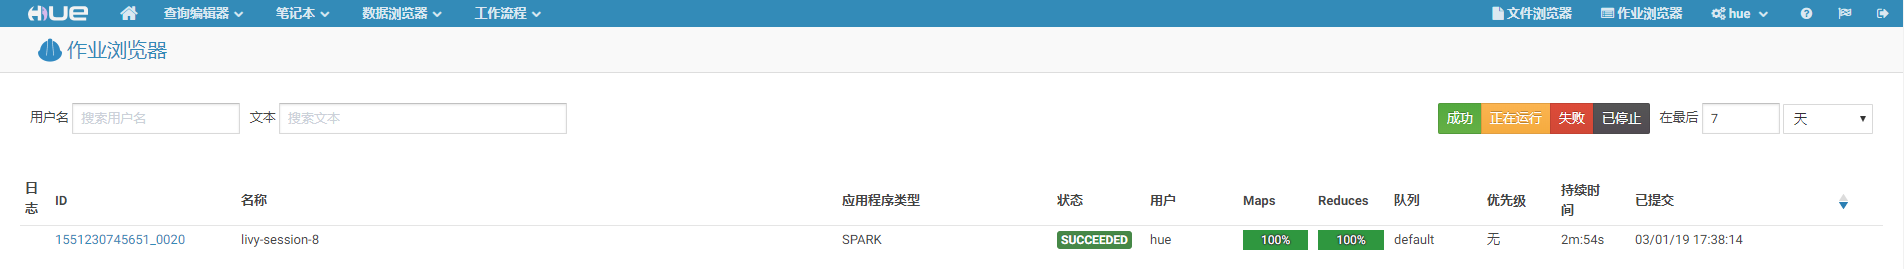 HUE 查询编辑器 笔记本 数据浏览器 工作流程 文件浏览器 作业浏览器 hue
作业浏览器
用户名 搜索用户名 文本 搜索文本 成功 正在运行 失败 已停止 在最后 7 天
日志 ID 名称 应用程序类型 状态 用户 Maps Reduces 队列 优先级 持续时间 已提交
1551230745651_0020 livy-session-8 SPARK SUCCEEDED hue 100% 100% default 无 2m:54s 03/01/19 17:38:14